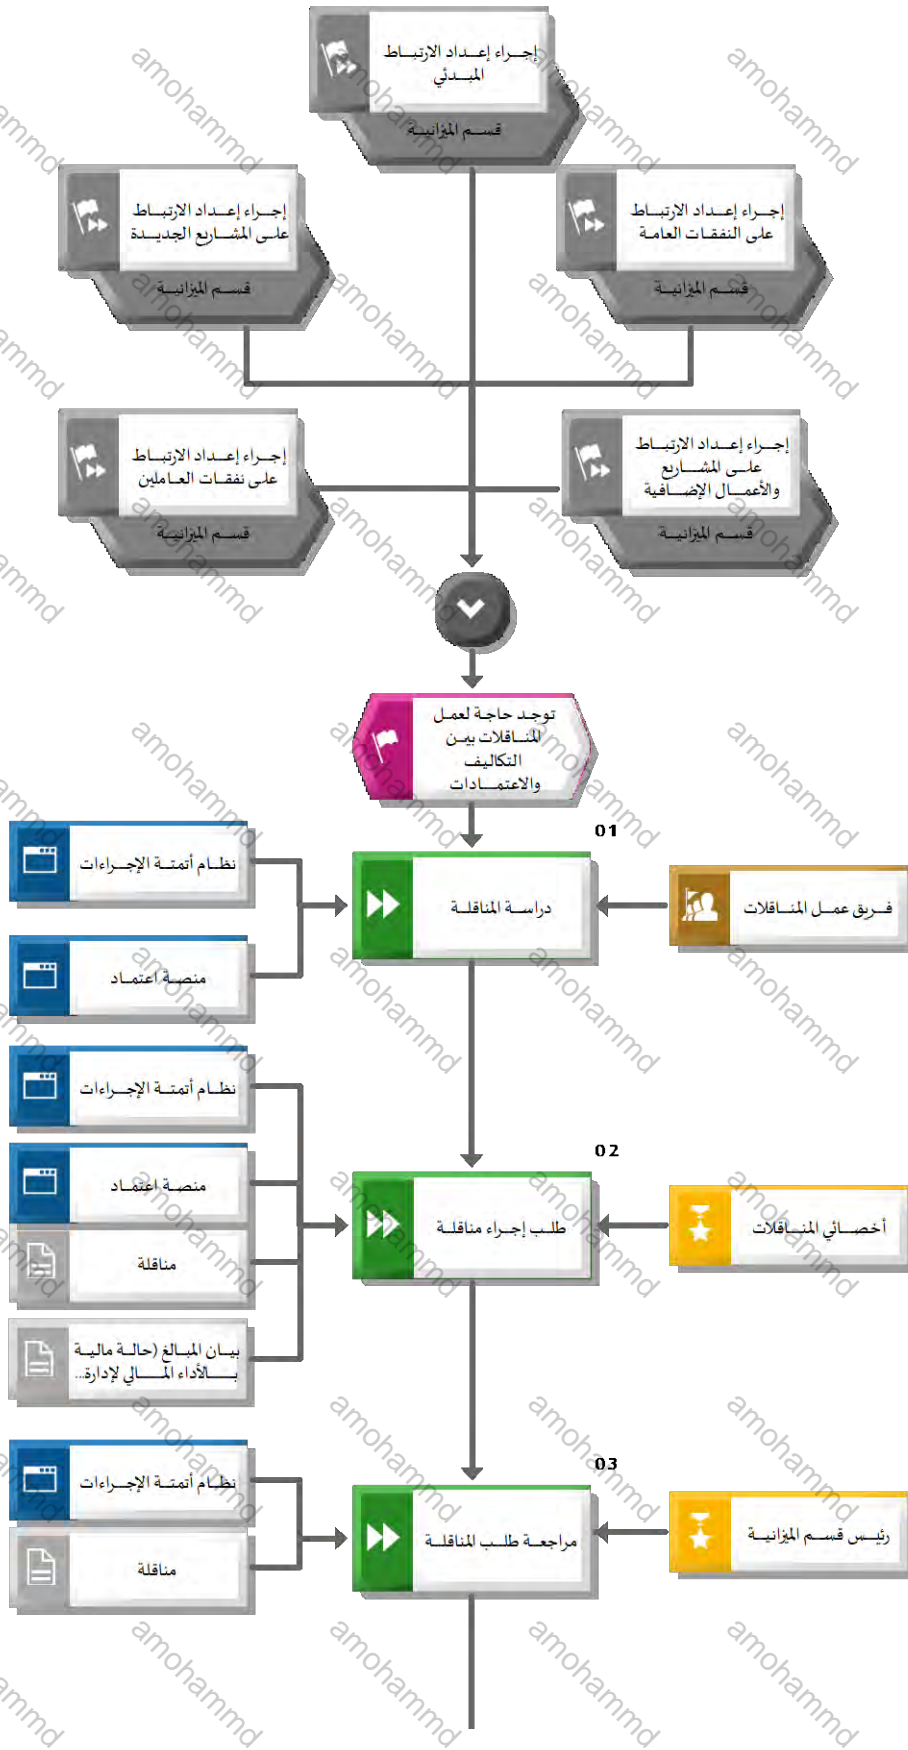 إجراء إعداد الارتباط
المبدئي
قسم الميزانية
إجراء إعداد الارتباط
على النفقات العامة
قسم الميزانية
إجراء إعداد الارتباط
على المشاريع الجديدة
قسم الميزانية
إجراء إعداد الارتباط
على المشاريع
والأعمال الإضافية
قسم الميزانية
إجراء إعداد الارتباط
على نفقات العاملين
قسم الميزانية
توجد حاجة لعمل
المناقلات بين
التكاليف
والاعتمادات
01
فريق عمل المناقلات
دراسة المناقلة
نظام أتمتة الإجراءات
منصة اعتماد
02
أخصائي المناقلات
طلب إجراء مناقلة
نظام أتمتة الإجراءات
منصة اعتماد
مناقلة
بيان المبالغ (حالة مالية
بالأداء المالي لإدارة...
03
رئيس قسم الميزانية
مراجعة طلب المناقلة
نظام أتمتة الإجراءات
مناقلة
amohammd